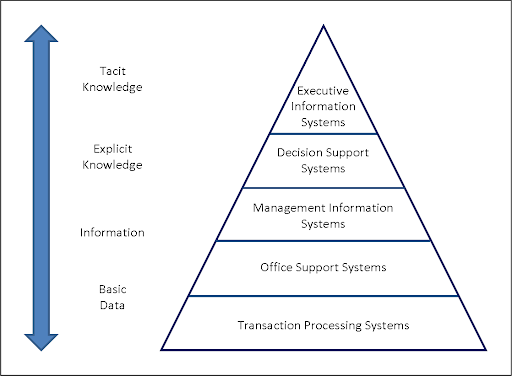 Tacit
Knowledge
Explicit
Knowledge
Information
Basic
Data
Executive
Information
Systems
Decision Support
Systems
Management Information
Systems
Office Support Systems
Transaction Processing Systems